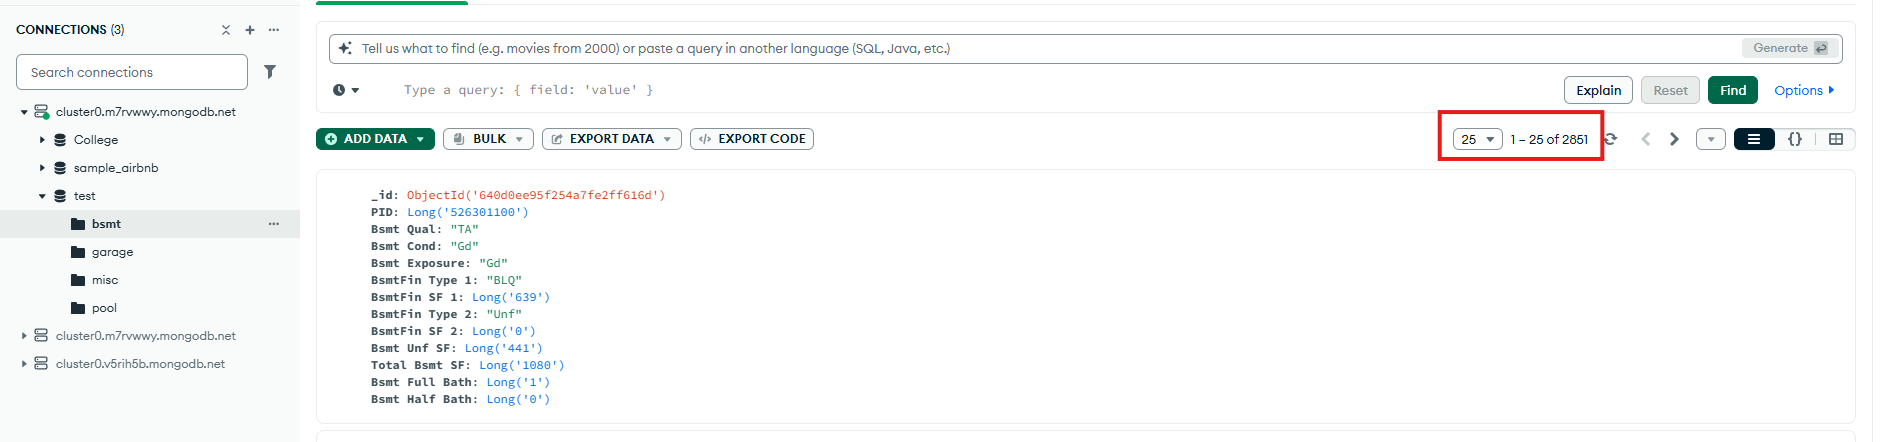 CONNECTIONS (3)
Search connections
cluster0.m7rvwwy.mongodb.net
College
sample_airbnb
test
bsmt
garage
misc
pool
cluster0.m7rvwwy.mongodb.net
cluster0.v5rih5b.mongodb.net
Tell us what to find (e.g. movies from 2000) or paste a query in another language (SQL, Java, etc.)
Generate
Type a query: { field: 'value' }
Explain
Reset
Find
Options
ADD DATA
BULK
EXPORT DATA
EXPORT CODE
25
1 – 25 of 2851
_id: ObjectId('640d0ee95f254a7fe2ff616d')
PID: Long('526301100')
Bsmt Qual: "TA"
Bsmt Cond: "Gd"
Bsmt Exposure: "Gd"
BsmtFin Type 1: "BLQ"
BsmtFin SF 1: Long('639')
BsmtFin Type 2: "Unf"
BsmtFin SF 2: Long('0')
Bsmt Unf SF: Long('441')
Total Bsmt SF: Long('1080')
Bsmt Full Bath: Long('1')
Bsmt Half Bath: Long('0')